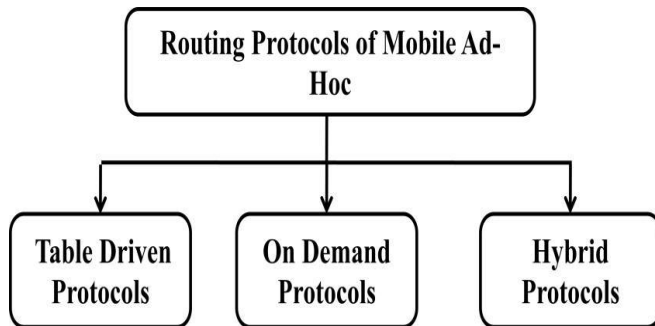 Routing Protocols of Mobile Ad-
Hoc
Table Driven
Protocols
On Demand
Protocols
Hybrid
Protocols